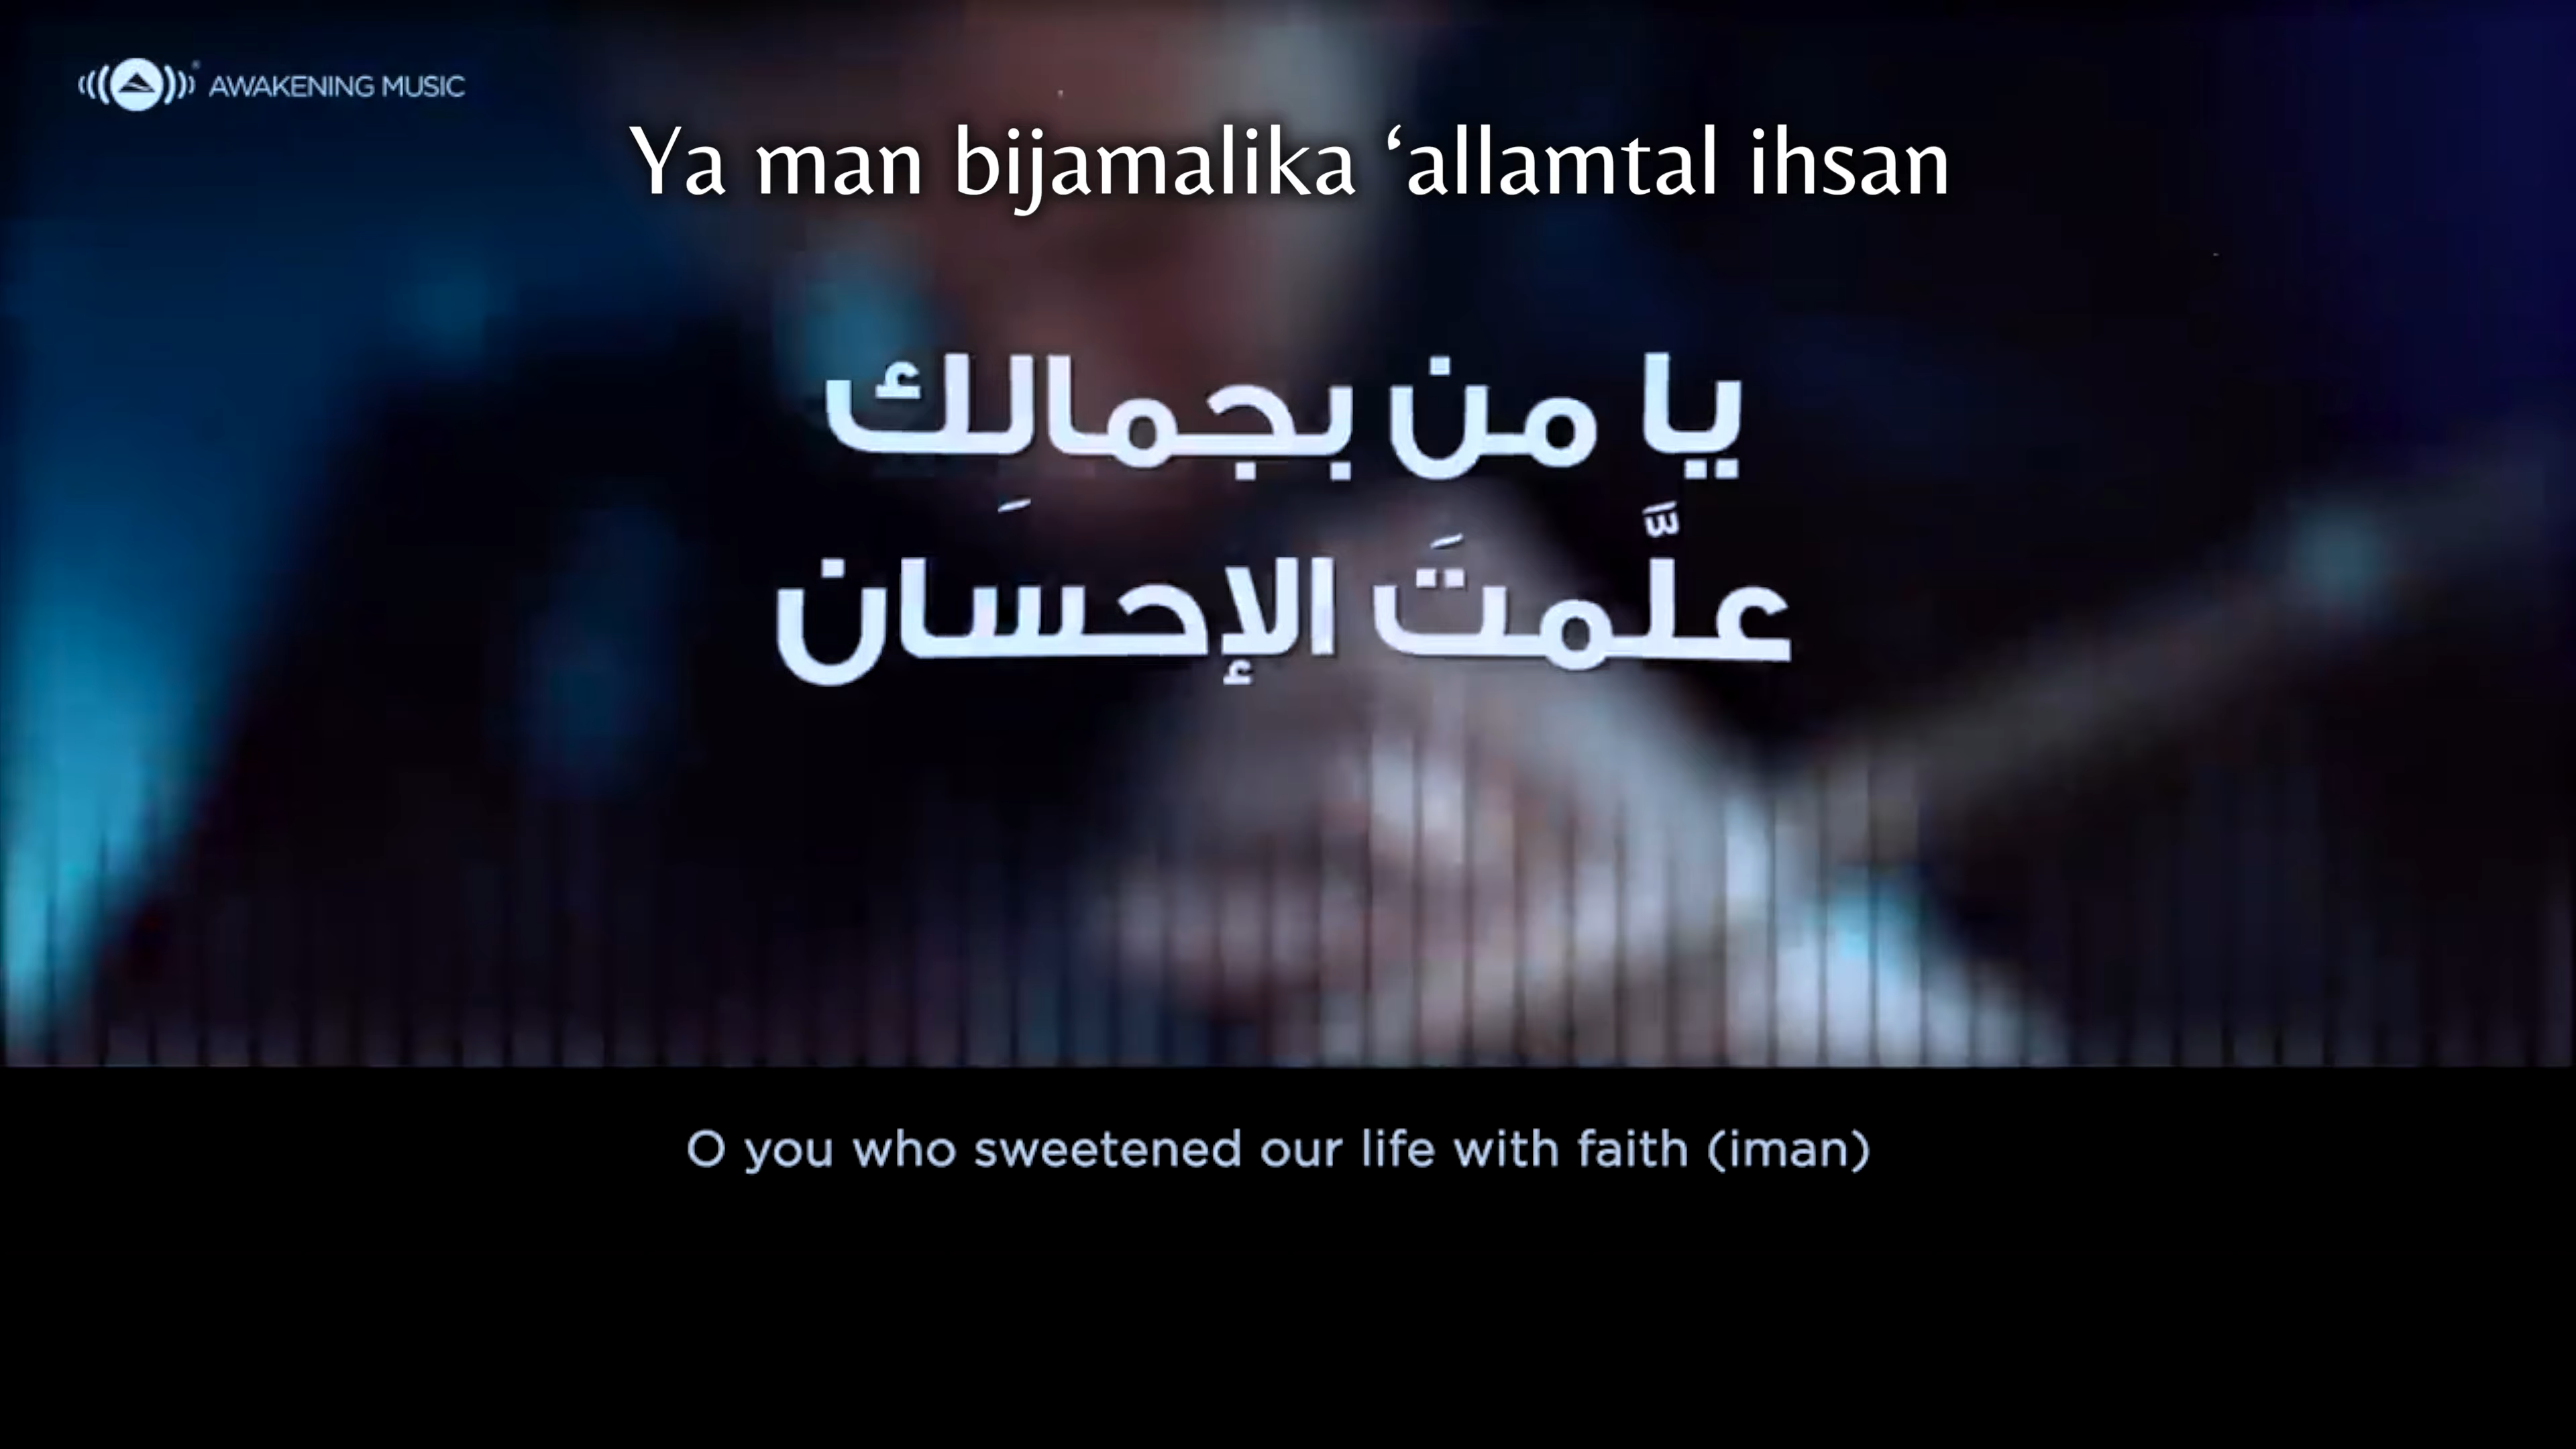 AWAKENING MUSIC
Ya man bijamalika ‘allamtal ihsan
يا من بجمالِك
علَّمتَ الإحسان
O you who sweetened our life with faith (iman)